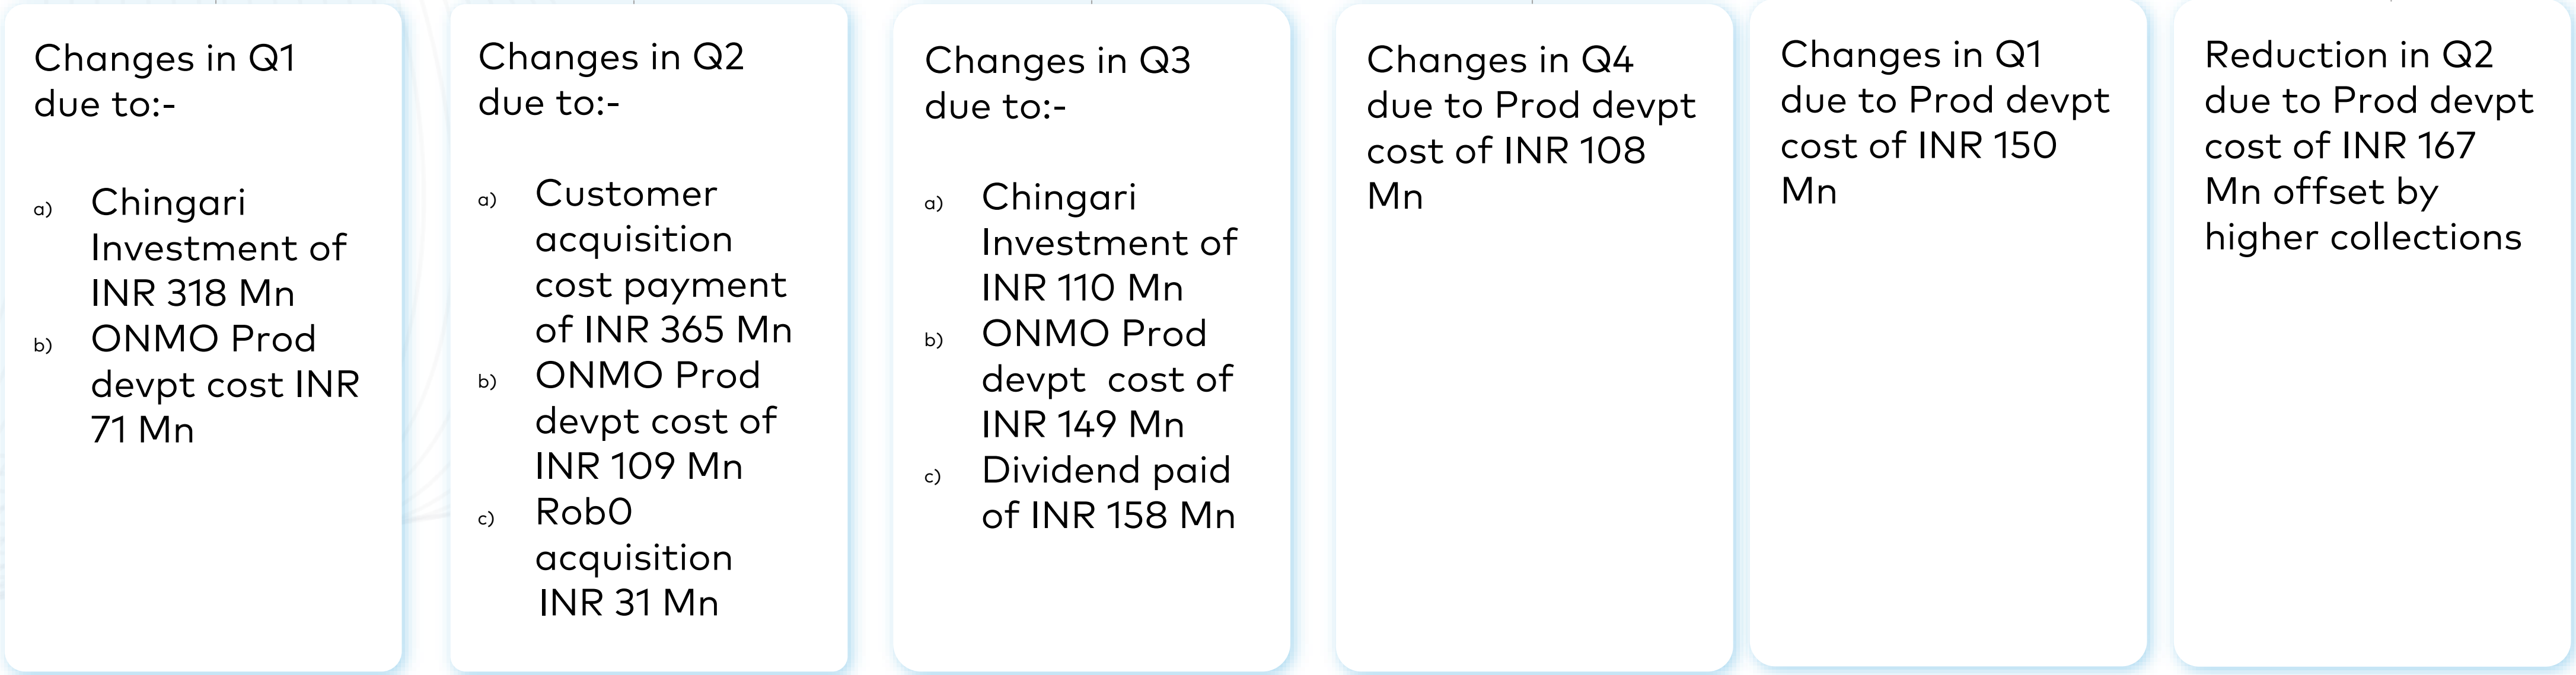 Changes in Q1
due to:-
a) Chingari
Investment of
INR 318 Mn
b) ONMO Prod
devpt cost INR
71 Mn
Changes in Q2
due to:-
a) Customer
acquisition
cost payment
of INR 365 Mn
b) ONMO Prod
devpt cost of
INR 109 Mn
c) Rob0
acquisition
INR 31 Mn
Changes in Q3
due to:-
a) Chingari
Investment of
INR 110 Mn
b) ONMO Prod
devpt  cost of
INR 149 Mn
c) Dividend paid
of INR 158 Mn
Changes in Q4
due to Prod devpt
cost of INR 108
Mn
Changes in Q1
due to Prod devpt
cost of INR 150
Mn
Reduction in Q2
due to Prod devpt
cost of INR 167
Mn offset by
higher collections